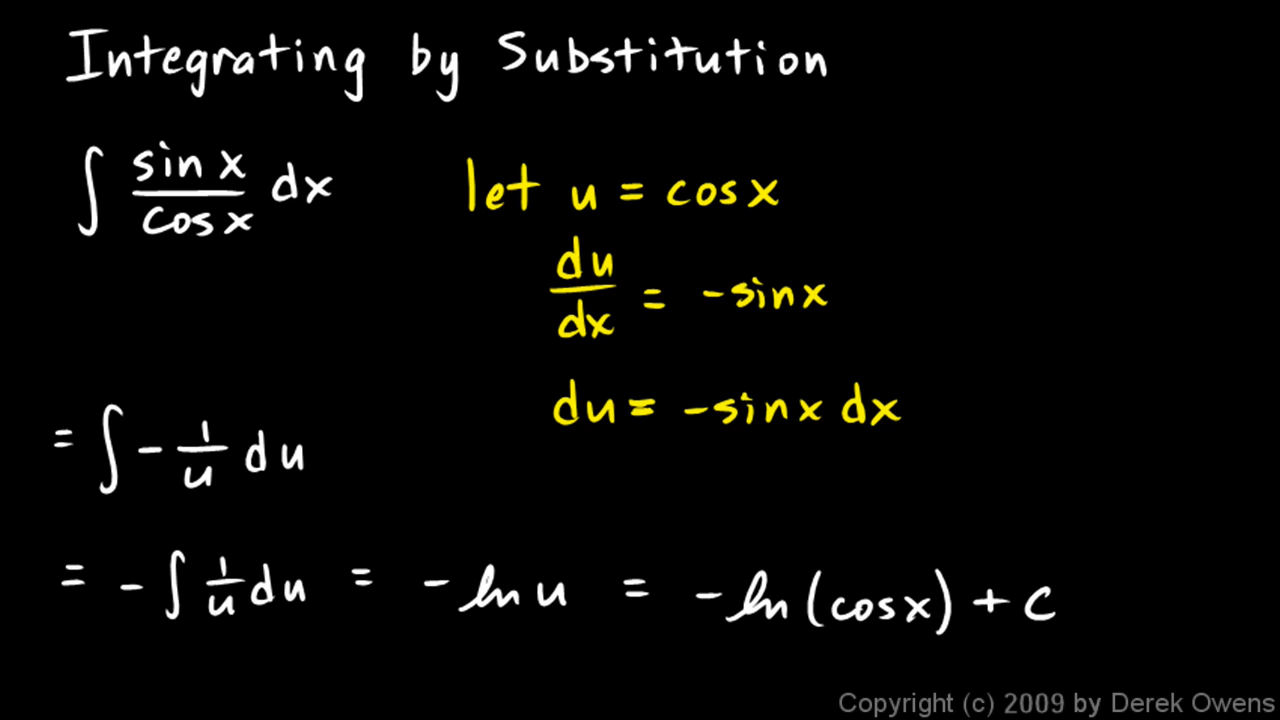 Integrating by Substitution
∫ sin x / cos x dx
let u = cos x
du/dx = -sin x
du = -sin x dx
= ∫ - 1/u du
= - ∫ 1/u du = - ln u = - ln (cos x) + c
Copyright (c) 2009 by Derek Owens